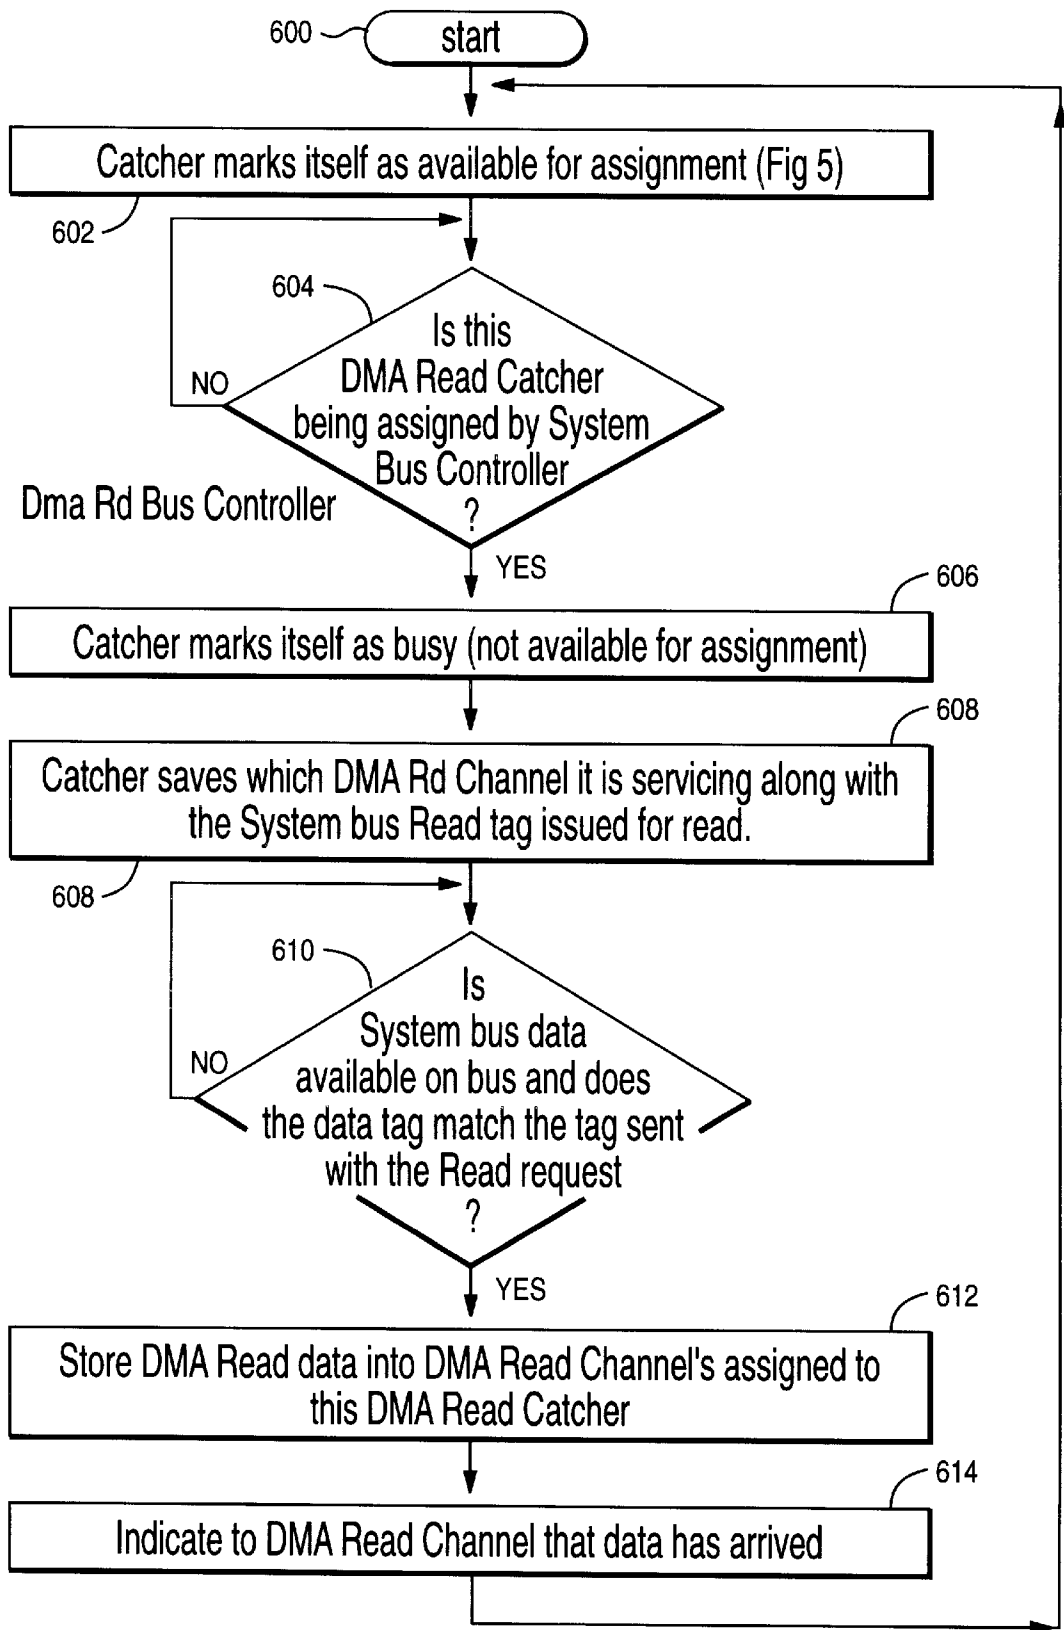 600
start
Catcher marks itself as available for assignment (Fig 5)
602
604
Is this
DMA Read Catcher
being assigned by System
Bus Controller
?
NO
Dma Rd Bus Controller
YES
606
Catcher marks itself as busy (not available for assignment)
608
Catcher saves which DMA Rd Channel it is servicing along with
the System bus Read tag issued for read.
608
610
Is
System bus data
available on bus and does
the data tag match the tag sent
with the Read request
?
NO
YES
612
Store DMA Read data into DMA Read Channel's assigned to
this DMA Read Catcher
614
Indicate to DMA Read Channel that data has arrived